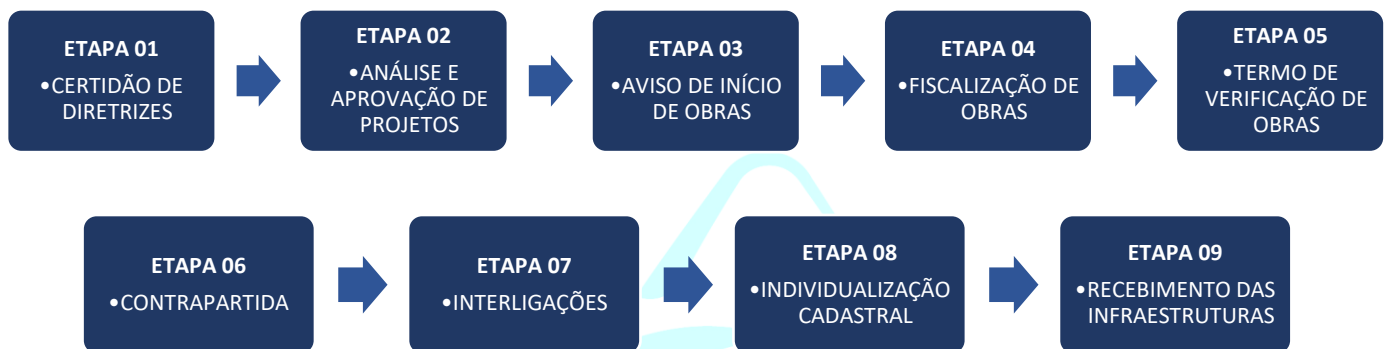 ETAPA 01
•CERTIDÃO DE
DIRETRIZES
ETAPA 02
•ANÁLISE E
APROVAÇÃO DE
PROJETOS
ETAPA 03
•AVISO DE INÍCIO
DE OBRAS
ETAPA 04
•FISCALIZAÇÃO DE
OBRAS
ETAPA 05
•TERMO DE
VERIFICAÇÃO DE
OBRAS
ETAPA 06
•CONTRAPARTIDA
ETAPA 07
•INTERLIGAÇÕES
ETAPA 08
•INDIVIDUALIZAÇÃO
CADASTRAL
ETAPA 09
•RECEBIMENTO DAS
INFRAESTRUTURAS